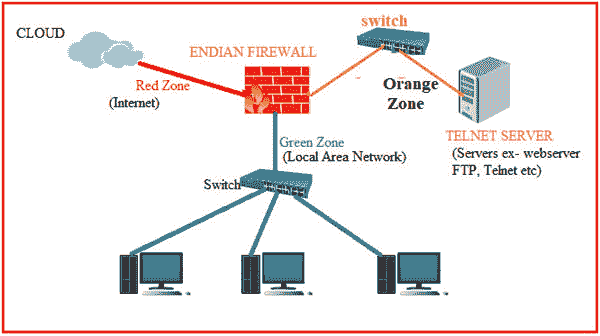 CLOUD
switch
ENDIAN FIREWALL
Red Zone
(Internet)
Orange
Zone
TELNET SERVER
(Servers ex- webserver
FTP, Telnet etc)
Green Zone
(Local Area Network)
Switch